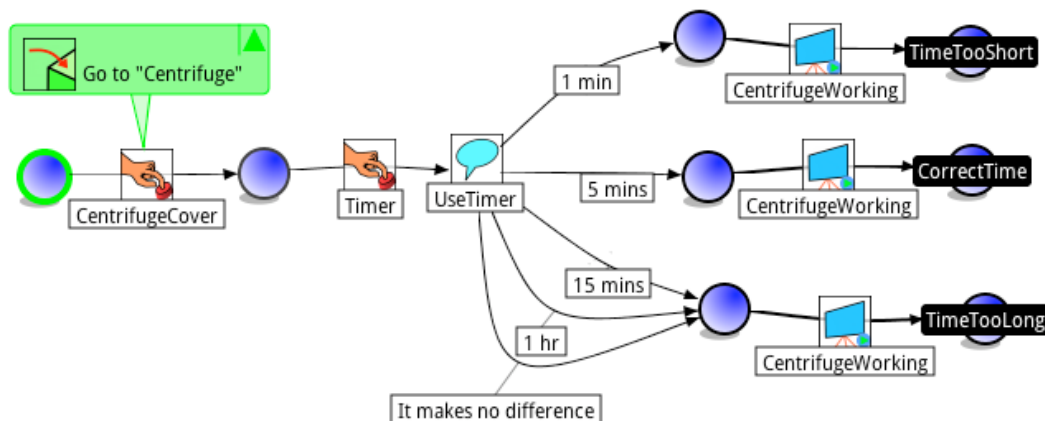 Go to "Centrifuge"
CentrifugeCover
Timer
UseTimer
1 min
CentrifugeWorking
TimeTooShort
5 mins
CentrifugeWorking
CorrectTime
15 mins
1 hr
It makes no difference
CentrifugeWorking
TimeTooLong